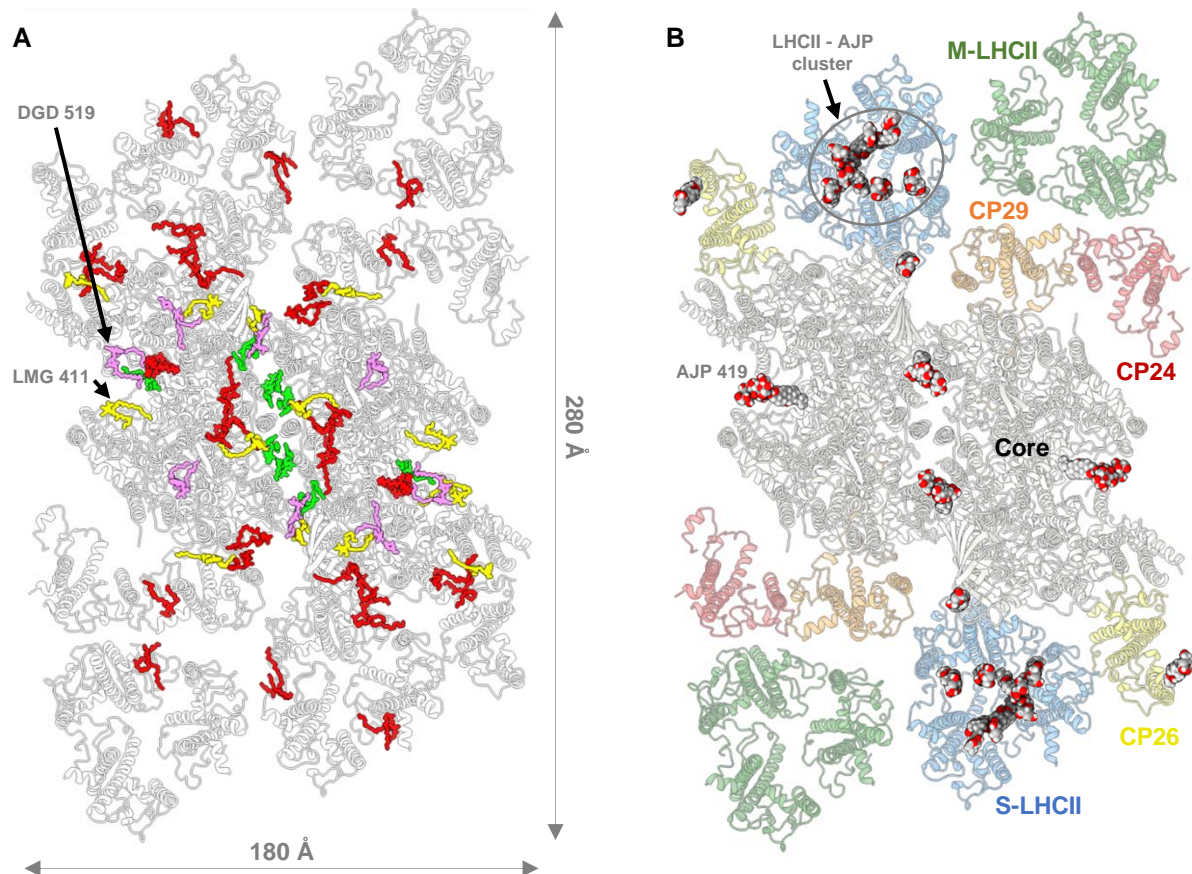 A
DGD 519
LMG 411
280 Å
180 Å
B
LHCII - AJP
cluster
M-LHCII
CP29
CP24
AJP 419
Core
CP26
S-LHCII